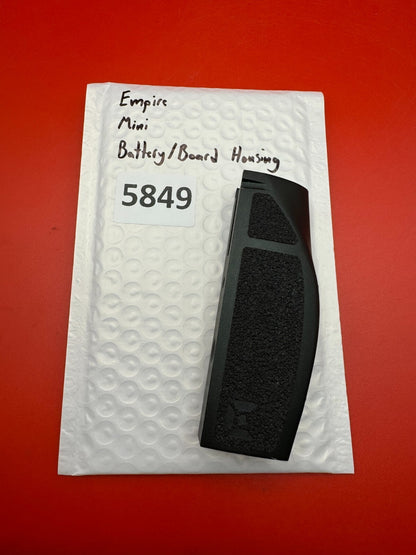 Empire
Mini
Battery/Board Housing
5849